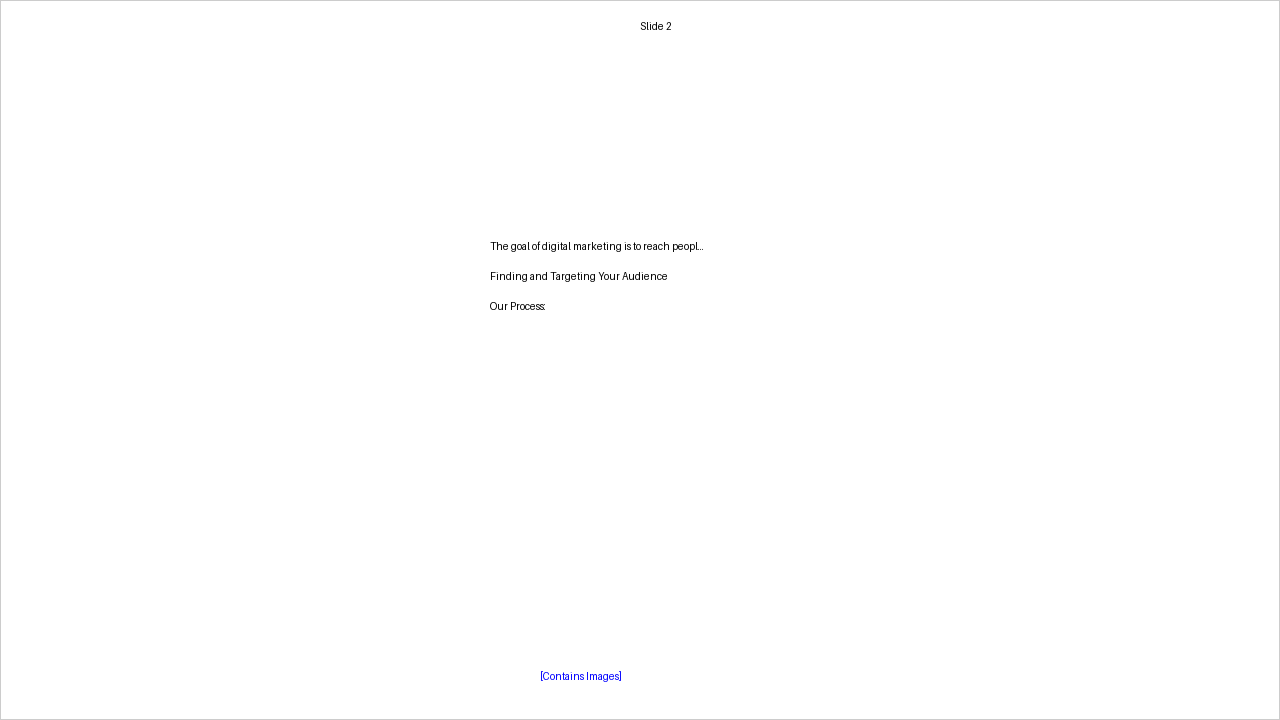 Slide 2
The goal of digital marketing is to reach peopl...
Finding and Targeting Your Audience
Our Process:
[Contains Images]